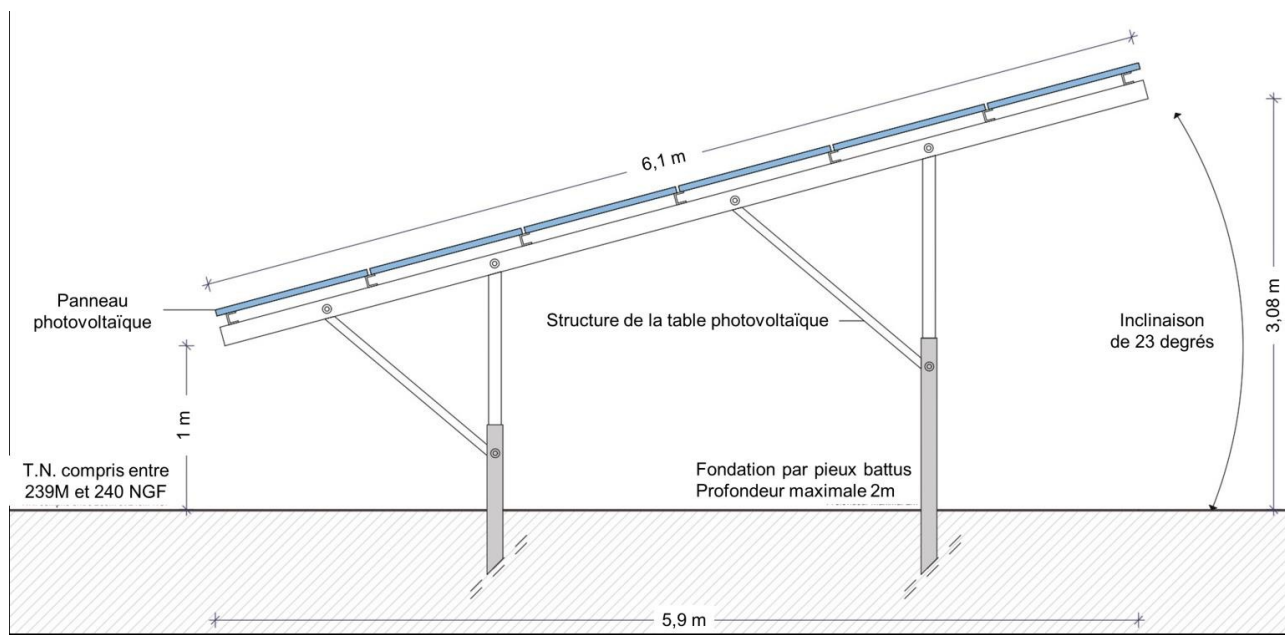 6,1 m
Panneau
photovoltaïque
Structure de la table photovoltaïque
Inclinaison
de 23 degrés
3,08 m
1 m
T.N. compris entre
239M et 240 NGF
Fondation par pieux battus
Profondeur maximale 2m
5,9 m